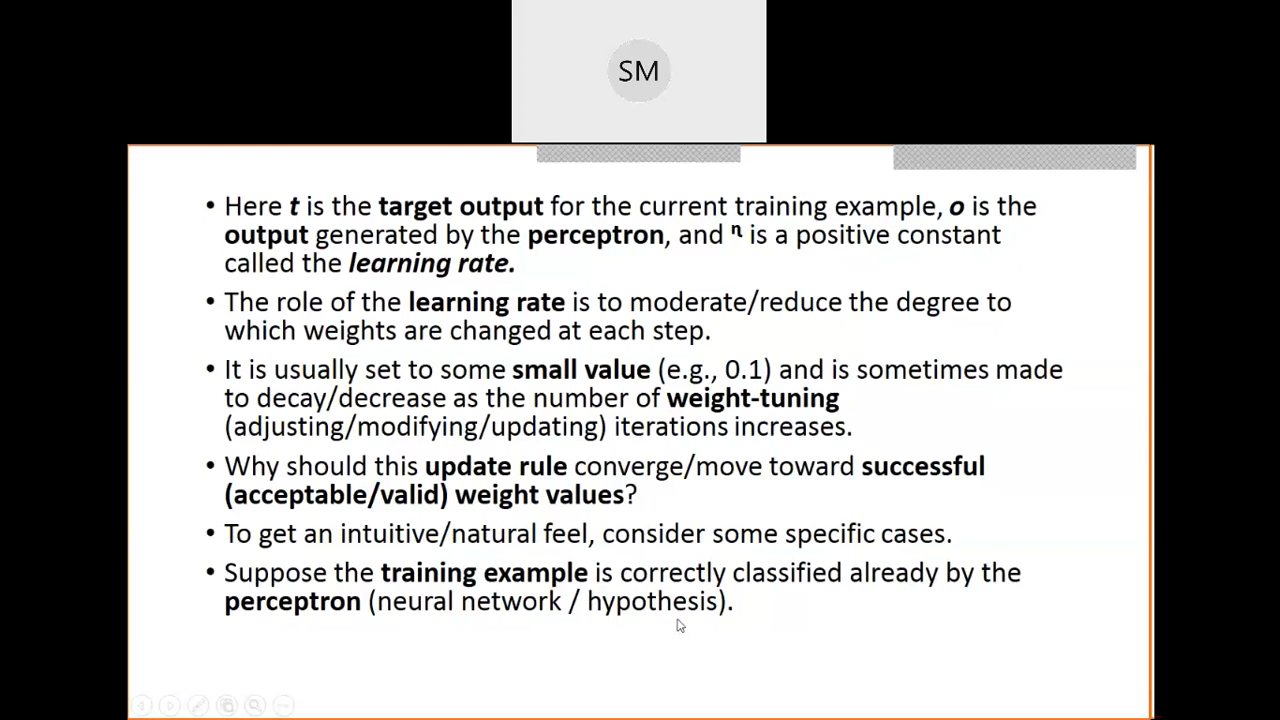 SM
• Here t is the target output for the current training example, o is the
output generated by the perceptron, and ⁿ is a positive constant
called the learning rate.
• The role of the learning rate is to moderate/reduce the degree to
which weights are changed at each step.
• It is usually set to some small value (e.g., 0.1) and is sometimes made
to decay/decrease as the number of weight-tuning
(adjusting/modifying/updating) iterations increases.
• Why should this update rule converge/move toward successful
(acceptable/valid) weight values?
• To get an intuitive/natural feel, consider some specific cases.
• Suppose the training example is correctly classified already by the
perceptron (neural network / hypothesis).